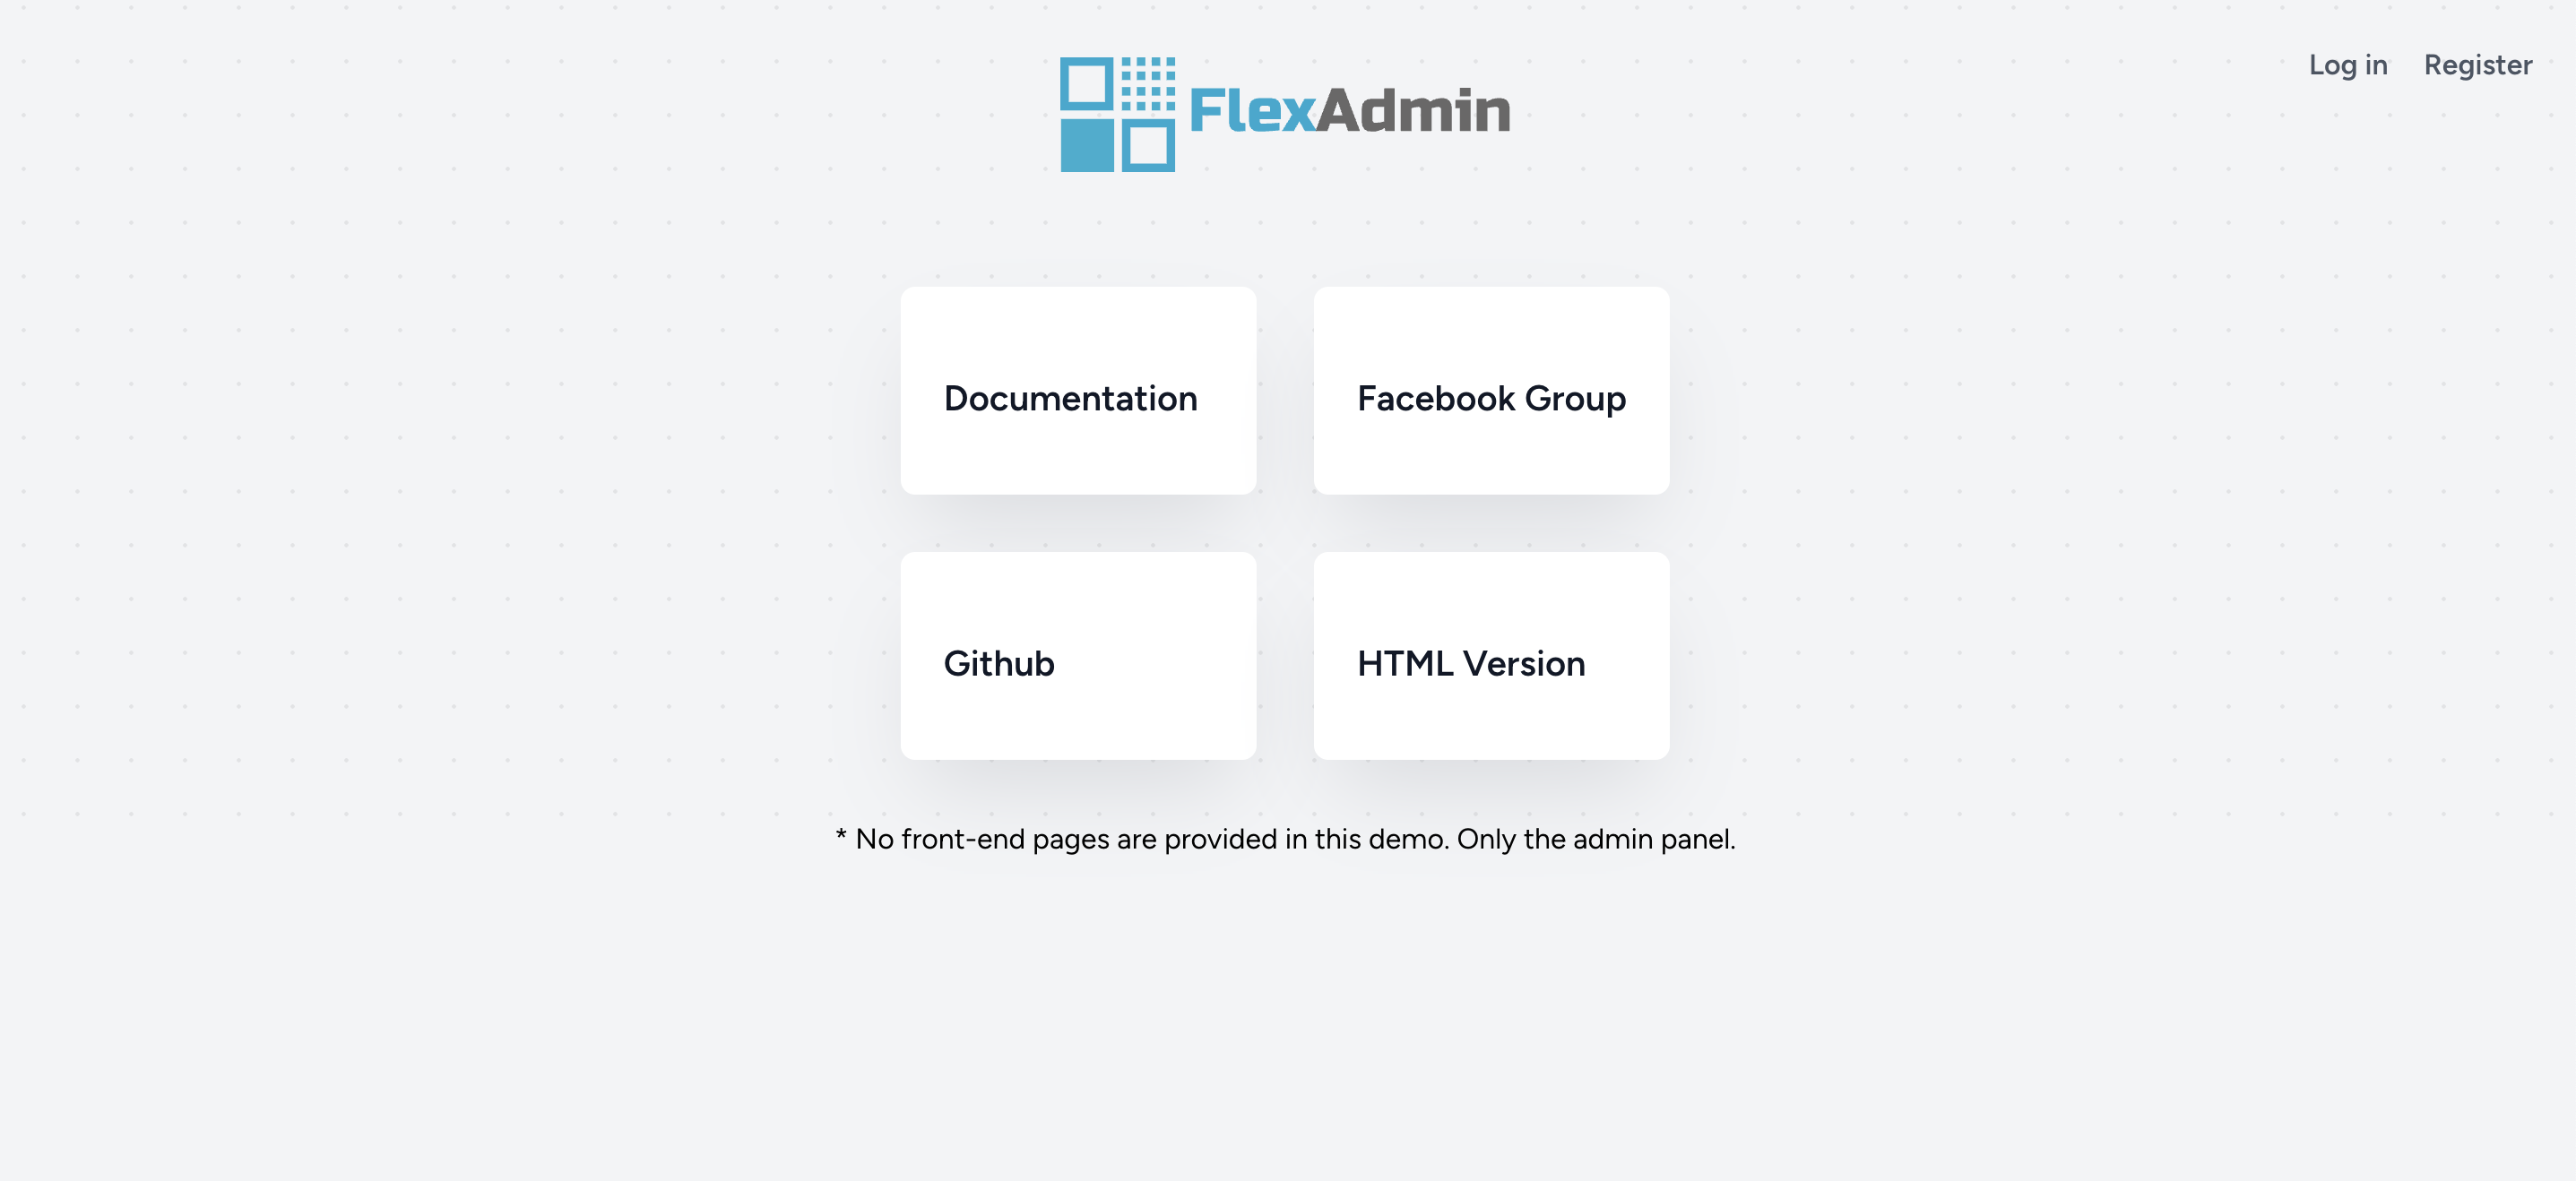 Log in Register
FlexAdmin
Documentation
Facebook Group
Github
HTML Version
* No front-end pages are provided in this demo. Only the admin panel.